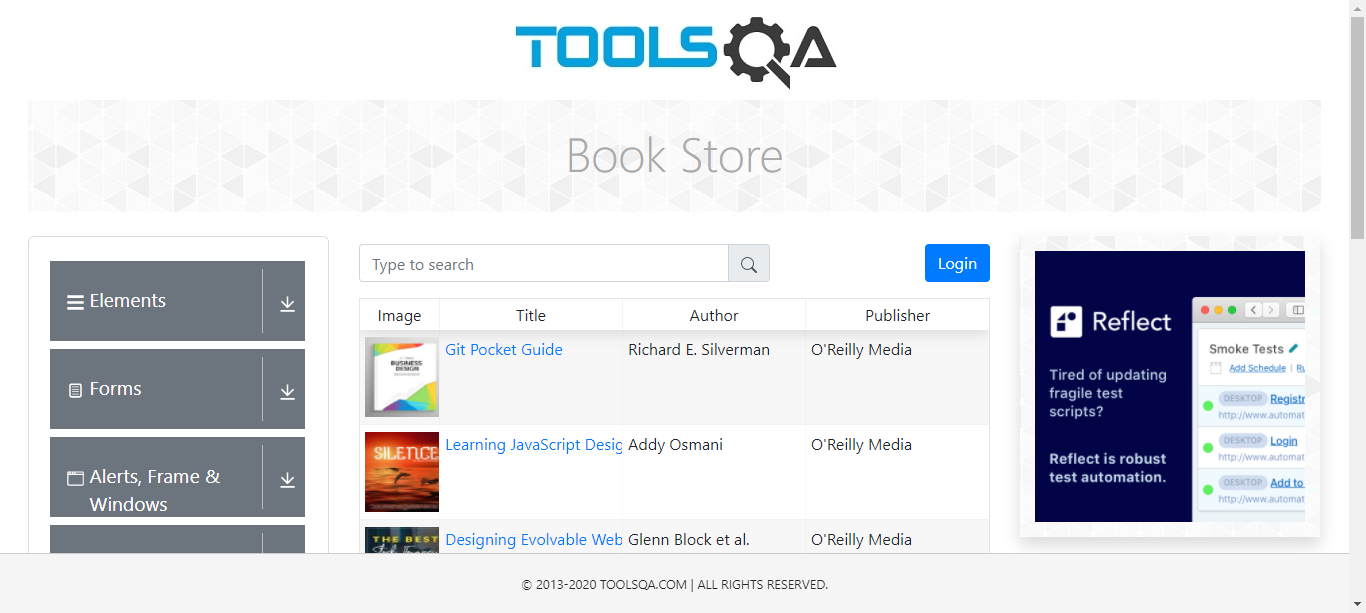 TOOLSQA
Book Store
Elements
Forms
Alerts, Frame &
Windows
Type to search
Login
Image Title Author Publisher
BUSINESS
DESIGN
Git Pocket Guide Richard E. Silverman O'Reilly Media
SILENCE
Learning JavaScript Desig Addy Osmani O'Reilly Media
THE BEST
Designing Evolvable Web Glenn Block et al. O'Reilly Media
Reflect
Tired of updating
fragile test
scripts?
Reflect is robust
test automation.
Smoke Tests
Add Schedule | Ru
DESKTOP Registr
http://www.automat
DESKTOP Login
http://www.automat
DESKTOP Add to
http://www.automat
© 2013-2020 TOOLSQA.COM | ALL RIGHTS RESERVED.